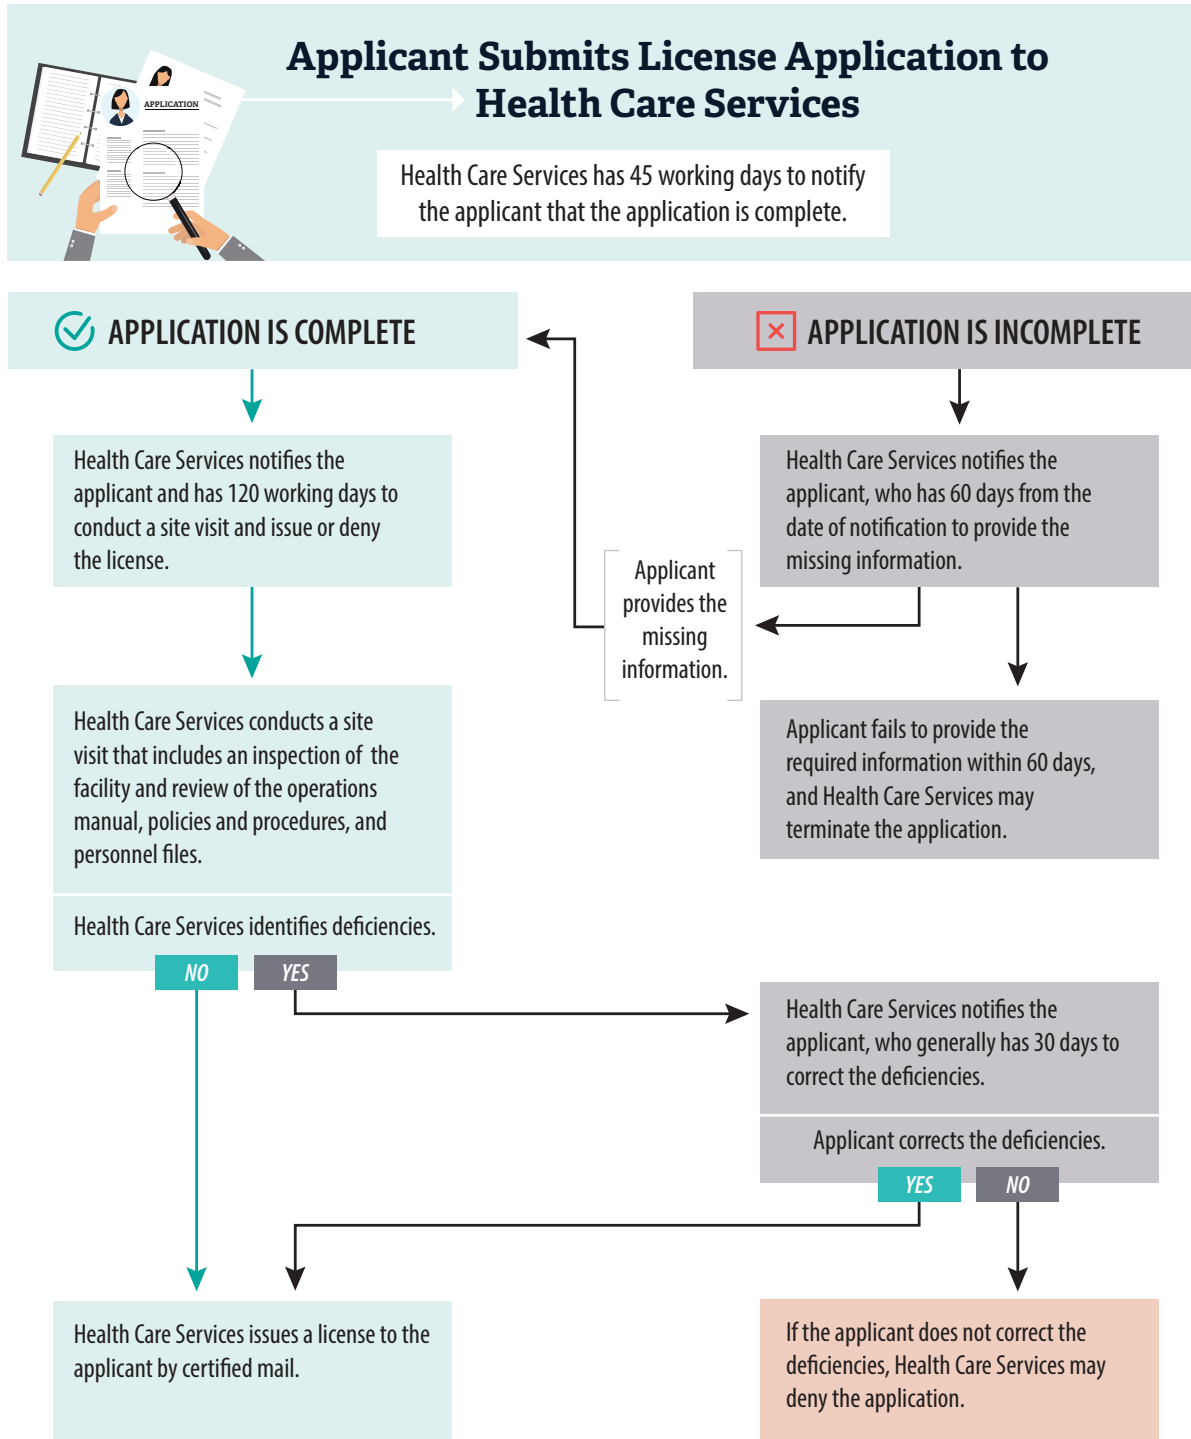 Applicant Submits License Application to
Health Care Services
APPLICATION
Health Care Services has 45 working days to notify
the applicant that the application is complete.
APPLICATION IS COMPLETE
APPLICATION IS INCOMPLETE
Health Care Services notifies the
applicant and has 120 working days to
conduct a site visit and issue or deny
the license.
Health Care Services notifies the
applicant, who has 60 days from the
date of notification to provide the
missing information.
Applicant
provides the
missing
information.
Health Care Services conducts a site
visit that includes an inspection of the
facility and review of the operations
manual, policies and procedures, and
personnel files.
Applicant fails to provide the
required information within 60 days,
and Health Care Services may
terminate the application.
Health Care Services identifies deficiencies.
NO
YES
Health Care Services notifies the
applicant, who generally has 30 days to
correct the deficiencies.
Applicant corrects the deficiencies.
YES
NO
Health Care Services issues a license to the
applicant by certified mail.
If the applicant does not correct the
deficiencies, Health Care Services may
deny the application.